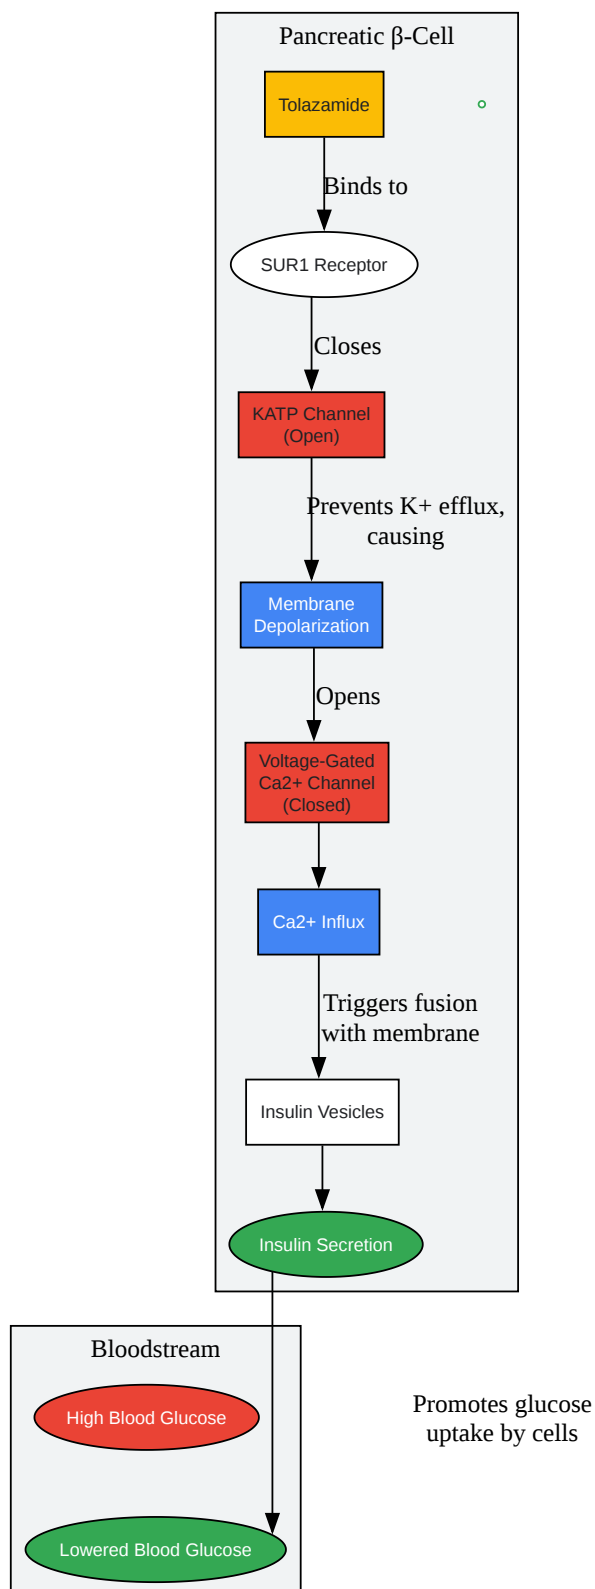 Pancreatic β-Cell
Tolazamide
Binds to
SUR1 Receptor
Closes
KATP Channel
(Open)
Prevents K+ efflux,
causing
Membrane
Depolarization
Opens
Voltage-Gated
Ca2+ Channel
(Closed)
Ca2+ Influx
Triggers fusion
with membrane
Insulin Vesicles
Insulin Secretion
Bloodstream
High Blood Glucose
Promotes glucose
uptake by cells
Lowered Blood Glucose